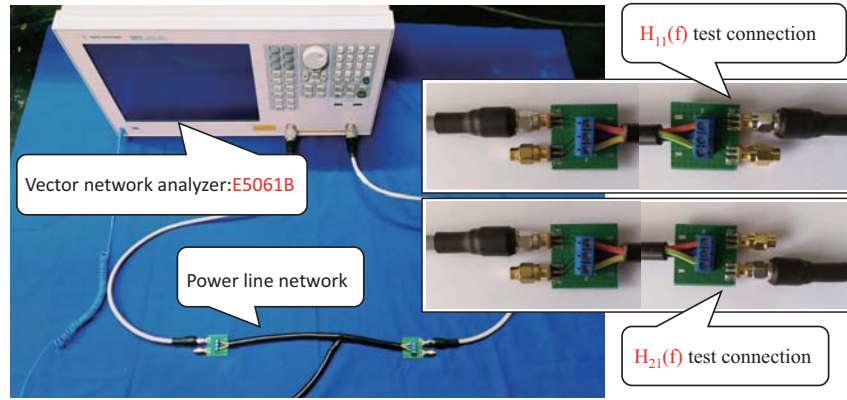 H11(f) test connection
Vector network analyzer:E5061B
Power line network
H21(f) test connection